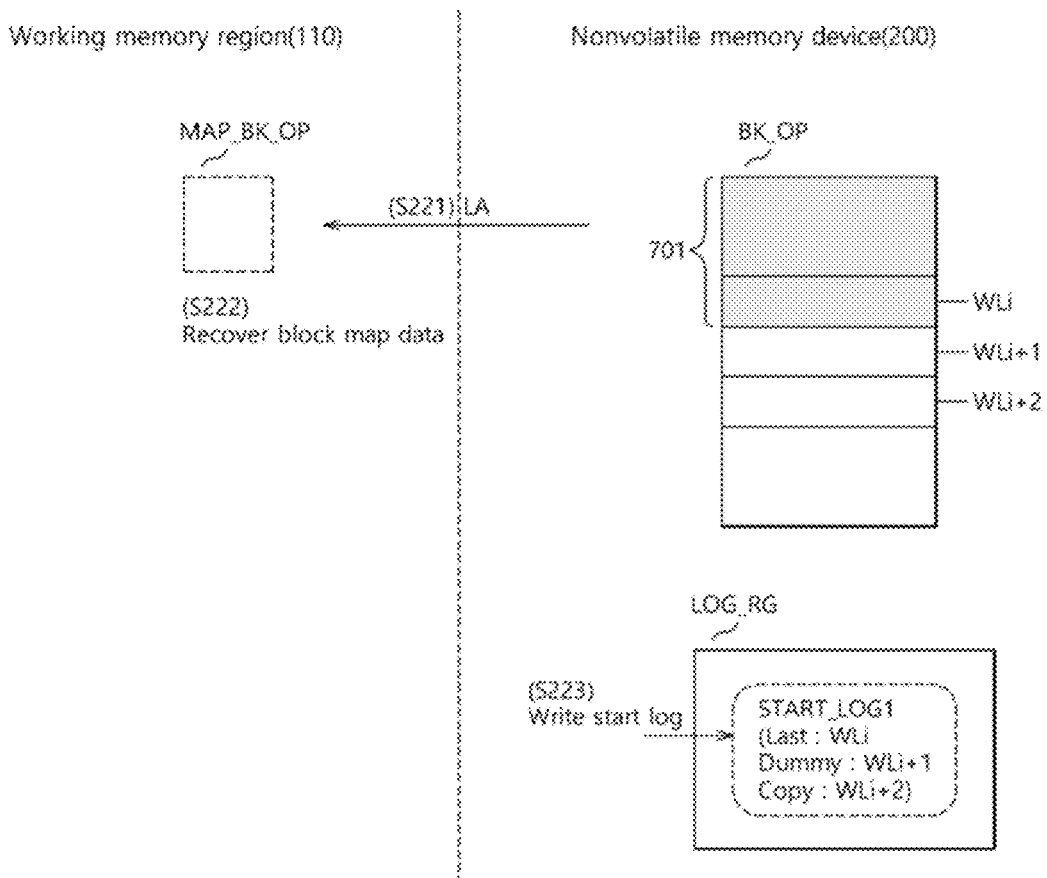 Working memory region(110)
Nonvolatile memory device(200)
MAP_BK_OP
BK_OP
(S221) LA
701
WLi
(S222)
Recover block map data
WLi+1
WLi+2
LOG_RG
(S223)
Write start log
START_LOG1
(Last : WLi
Dummy : WLi+1
Copy : WLi+2)